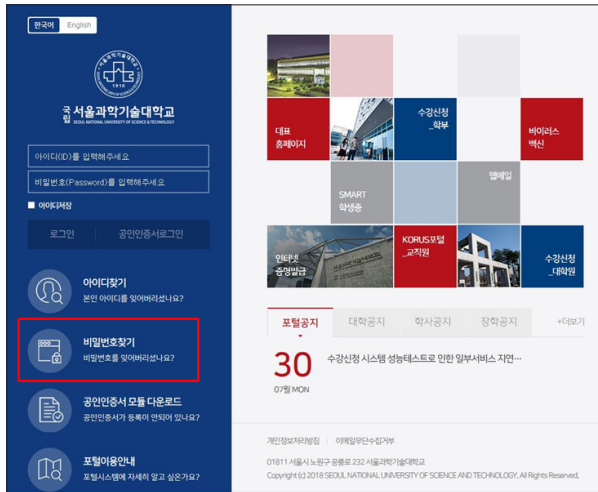 한국어
English
국립 서울과학기술대학교
SEOUL NATIONAL UNIVERSITY OF SCIENCE & TECHNOLOGY
아이디(ID)를 입력해주세요
비밀번호(Password)를 입력해주세요
아이디저장
로그인
공인인증서로그인
아이디찾기
본인 아이디를 잊어버리셨나요?
비밀번호찾기
비밀번호를 잊어버리셨나요?
공인인증서 모듈 다운로드
공인인증서가 등록이 안되어 있나요?
포털이용안내
포털시스템에 자세히 알고 싶은가요?
대표
홈페이지
수강신청
_학부
바이러스
백신
SMART
학생증
웹메일
인터넷
증명발급
KORUS포털
_교직원
수강신청
_대학원
포털공지
대학공지
학사공지
장학공지
+더보기
30
07월 MON
수강신청 시스템 성능테스트로 인한 일부서비스 지연…
개인정보처리방침
이메일무단수집거부
01811 서울시 노원구 공릉로 232 서울과학기술대학교
Copyright (c) 2018 SEOUL NATIONAL UNIVERSITY OF SCIENCE AND TECHNOLOGY, All Rights Reserved.